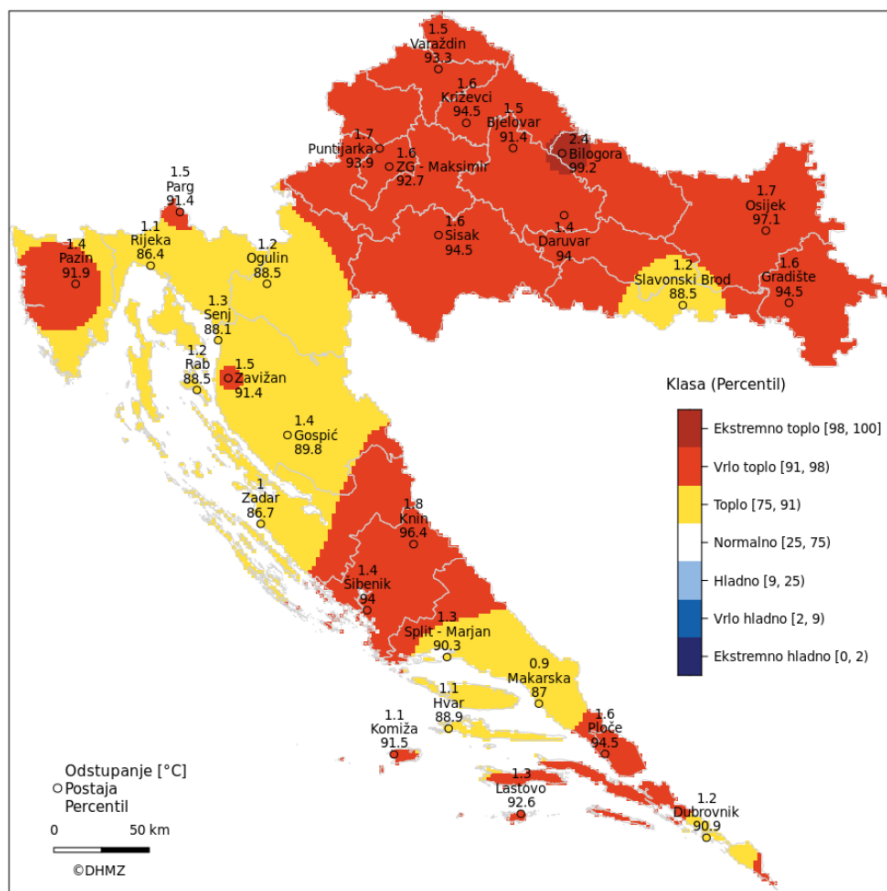 1.5
Varaždin
93.3
1.6
Križevci
94.5
1.5
Bjelovar
91.4
2.4
Bilogora
99.2
1.7
Puntijarka
93.9
1.6
ZG - Maksimir
92.7
1.5
Parg
91.4
1.7
Osijek
97.1
1.6
Sisak
94.5
1.4
Daruvar
94
1.6
Gradište
94.5
1.2
Slavonski Brod
88.5
1.4
Pazin
91.9
1.1
Rijeka
86.4
1.2
Ogulin
88.5
1.3
Senj
88.1
1.2
Rab
88.5
1.5
Zavižan
91.4
1.4
Gospić
89.8
1
Zadar
86.7
1.8
Knin
96.4
1.4
Šibenik
94
1.3
Split - Marjan
90.3
0.9
Makarska
87
1.1
Hvar
88.9
1.1
Komiža
91.5
1.6
Ploče
94.5
1.3
Lastovo
92.6
1.2
Dubrovnik
90.9
Klasa (Percentil)
Ekstremno toplo [98, 100]
Vrlo toplo [91, 98)
Toplo [75, 91)
Normalno [25, 75)
Hladno [9, 25)
Vrlo hladno [2, 9)
Ekstremno hladno [0, 2)
Odstupanje [°C]
Postaja
Percentil
0 50 km
©DHMZ